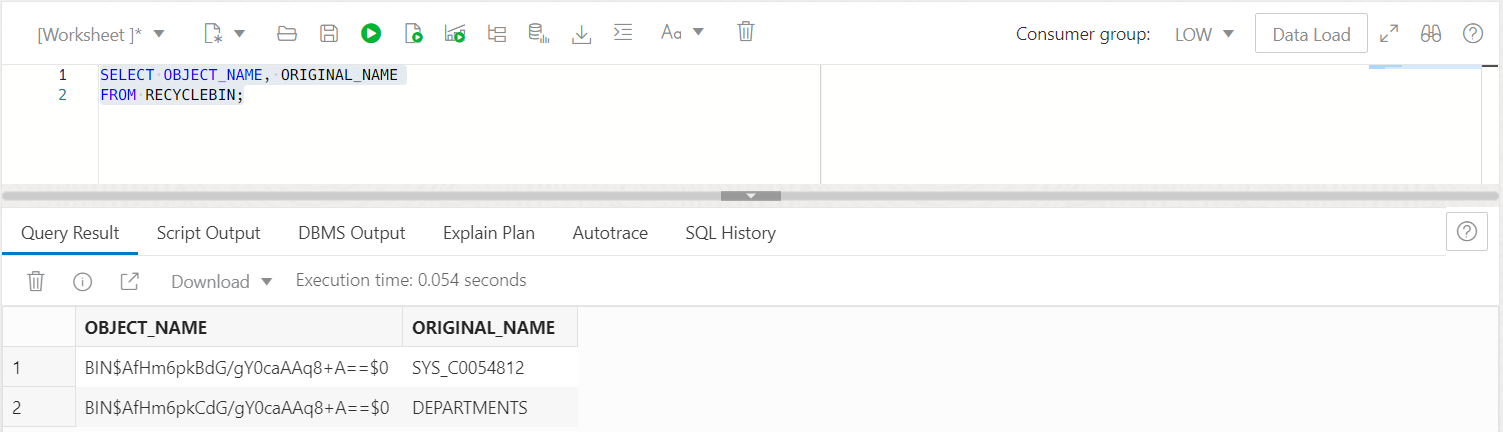 [Worksheet ]*
Aa
Consumer group: LOW Data Load
1 SELECT OBJECT_NAME, ORIGINAL_NAME
2 FROM RECYCLEBIN;
Query Result Script Output DBMS Output Explain Plan Autotrace SQL History
Download Execution time: 0.054 seconds
OBJECT_NAME ORIGINAL_NAME
1 BIN$AfHm6pkBdG/gY0caAAq8+A==$0 SYS_C0054812
2 BIN$AfHm6pkCdG/gY0caAAq8+A==$0 DEPARTMENTS